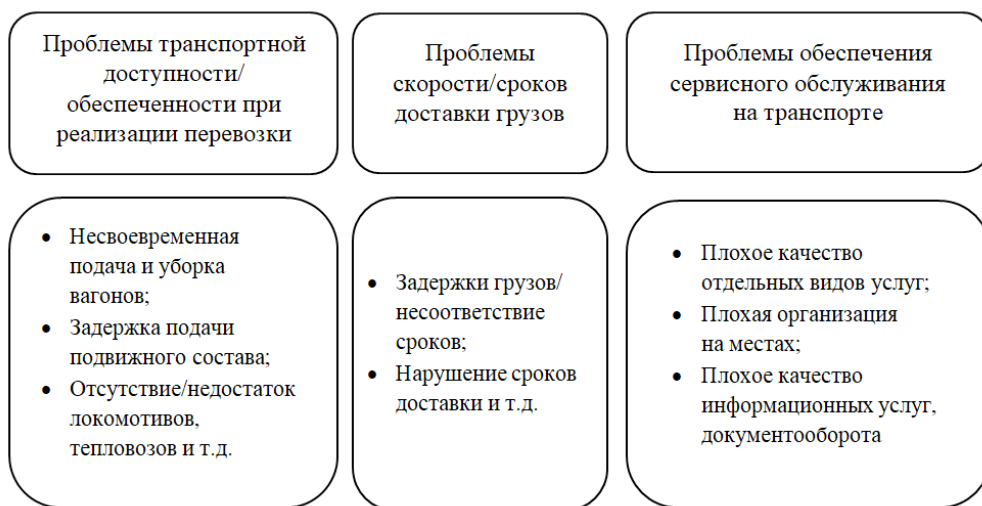 Проблемы транспортной
доступности/
обеспеченности при
реализации перевозки
Проблемы
скорости/сроков
доставки грузов
Проблемы обеспечения
сервисного обслуживания
на транспорте
• Несвоевременная
подача и уборка
вагонов;
• Задержка подачи
подвижного состава;
• Отсутствие/недостаток
локомотивов,
тепловозов и т.д.
• Задержки грузов/
несоответствие
сроков;
• Нарушение сроков
доставки и т.д.
• Плохое качество
отдельных видов услуг;
• Плохая организация
на местах;
• Плохое качество
информационных услуг,
документооборота